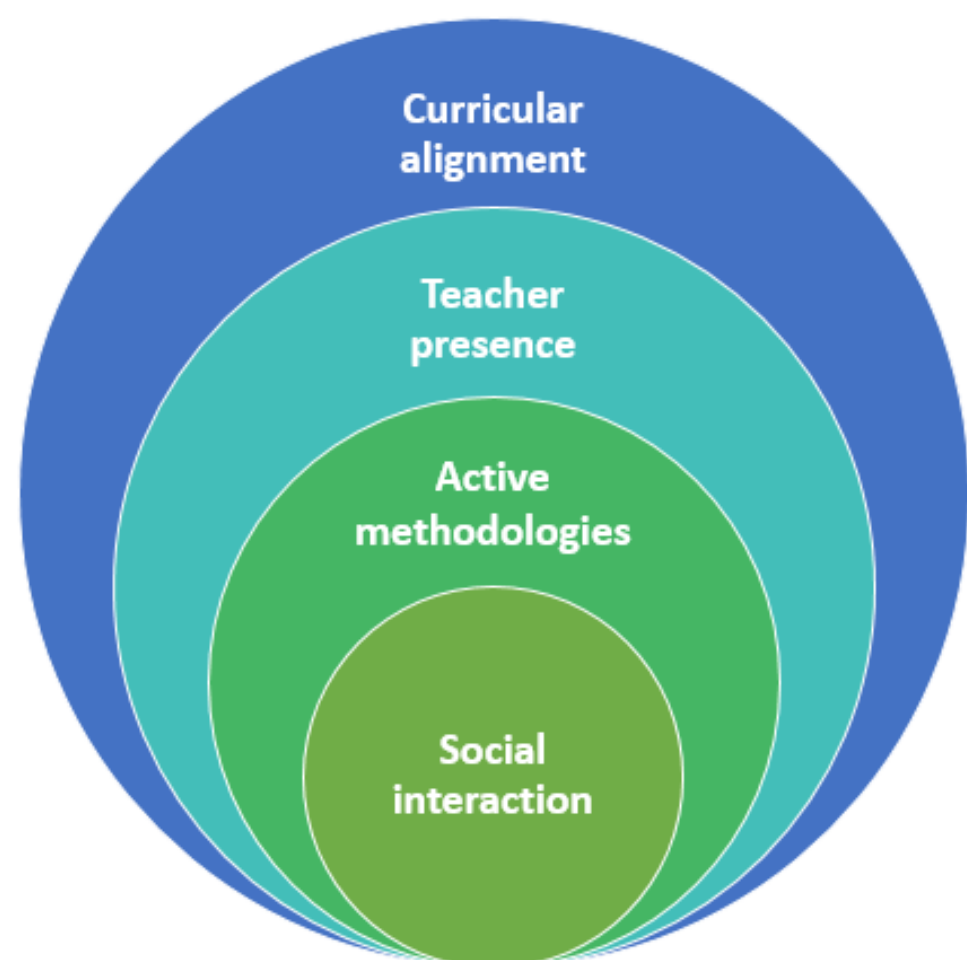 Curricular
alignment
Teacher
presence
Active
methodologies
Social
interaction